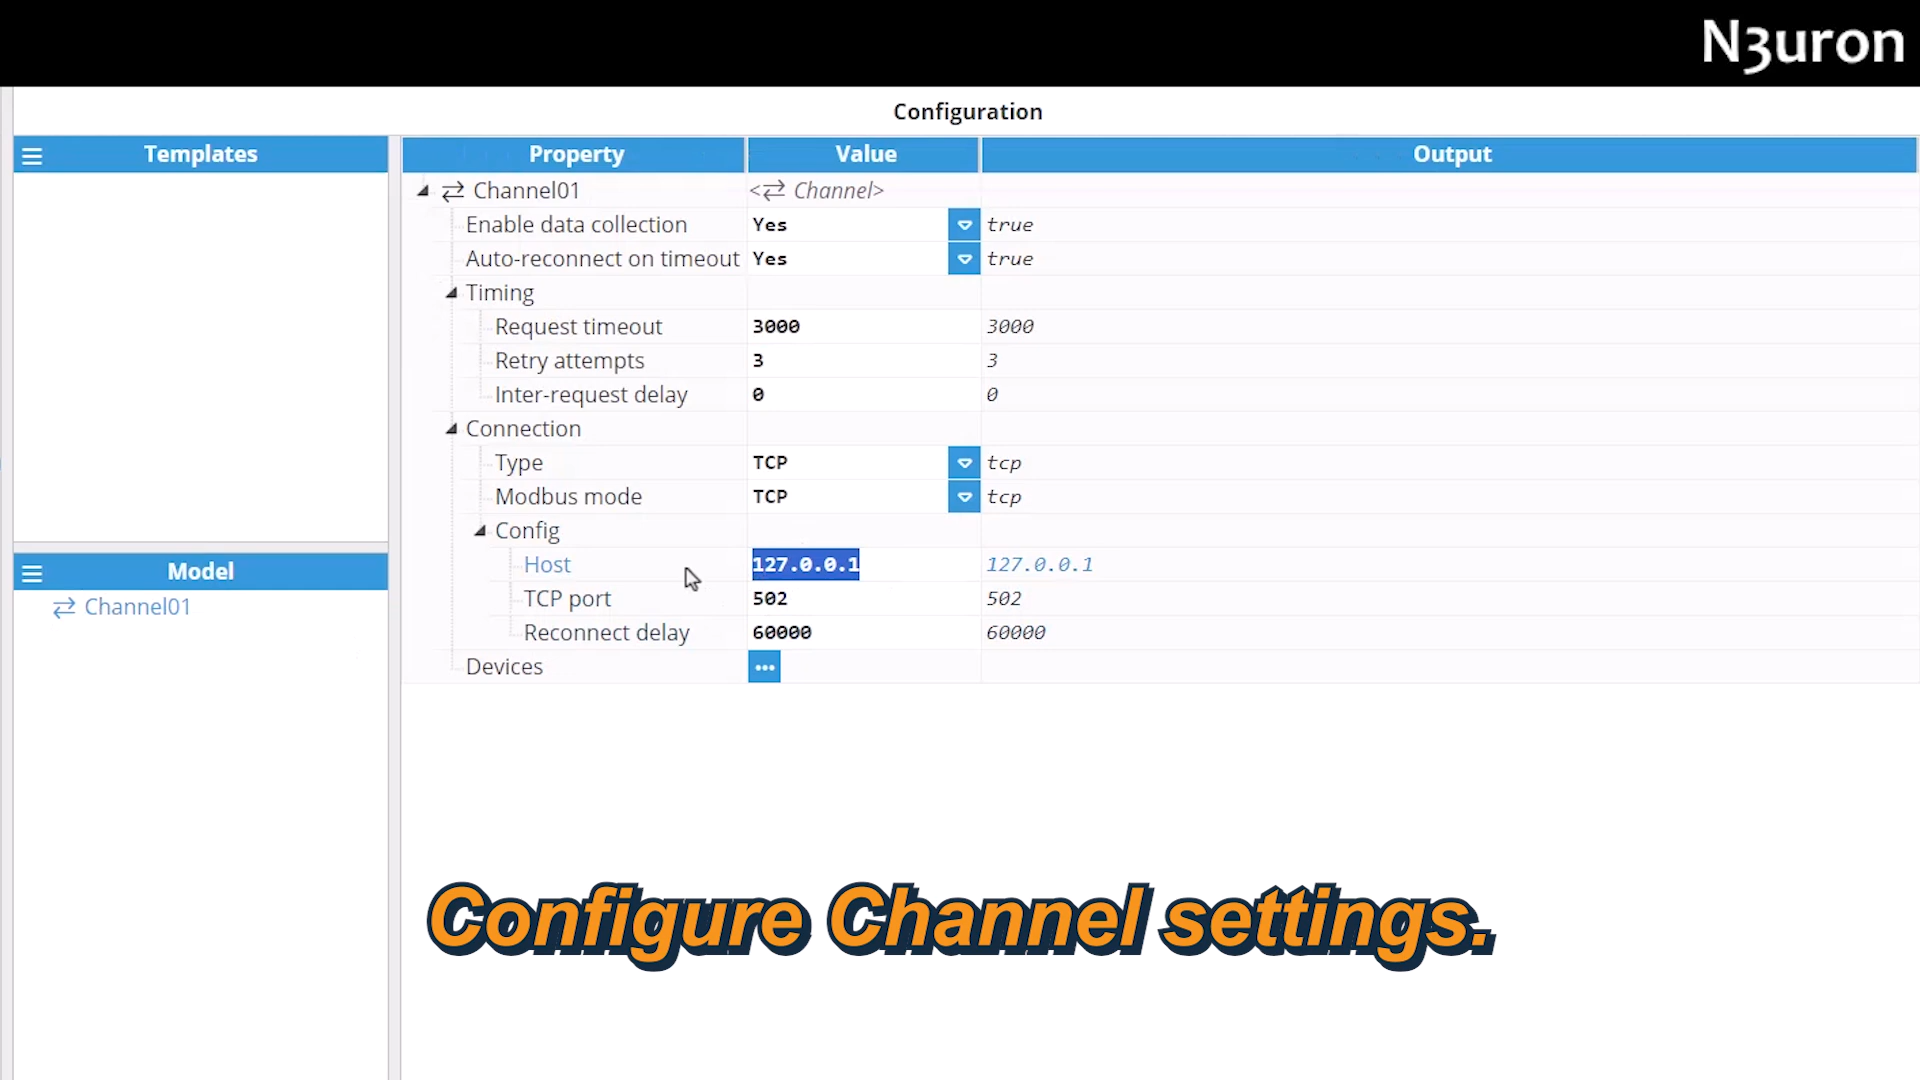 N3uron
Configuration
Templates
Property Value Output
Channel01 <⇄ Channel>
Enable data collection Yes true
Auto-reconnect on timeout Yes true
Timing
Request timeout 3000 3000
Retry attempts 3 3
Inter-request delay 0 0
Connection
Type TCP tcp
Modbus mode TCP tcp
Config
Host 127.0.0.1 127.0.0.1
TCP port 502 502
Reconnect delay 60000 60000
Devices
Model
Channel01
Configure Channel settings.